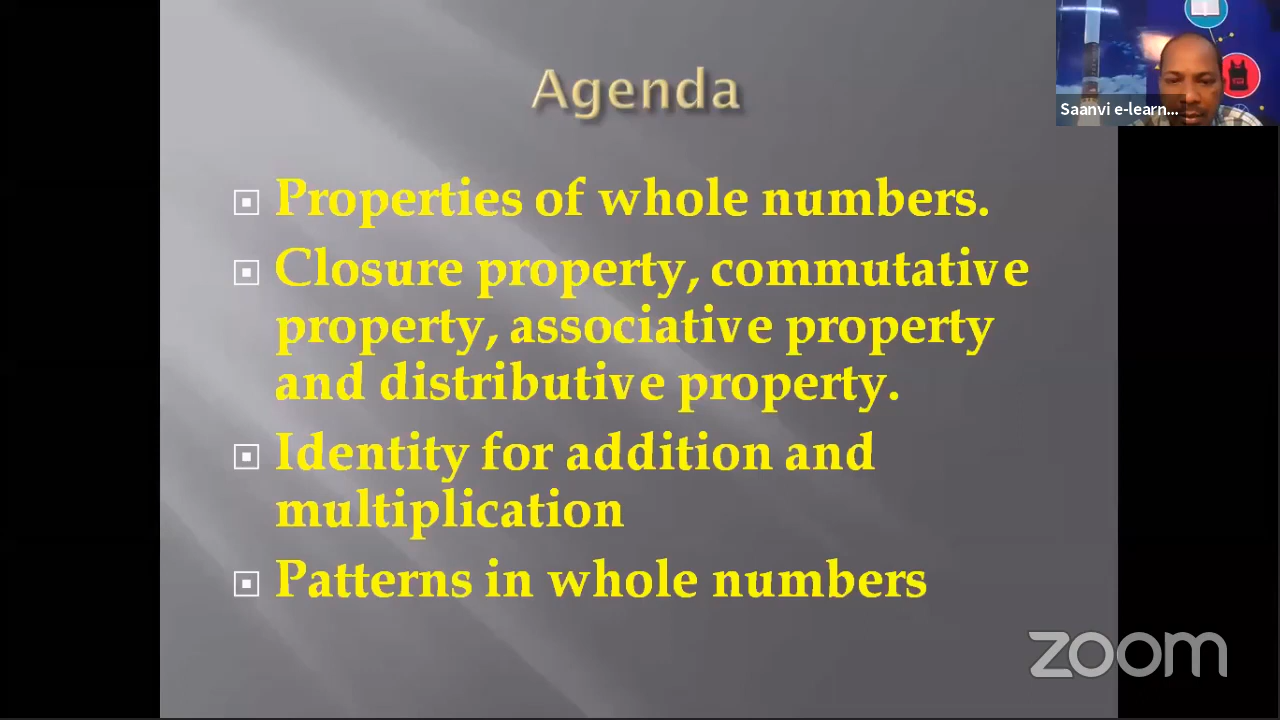 Agenda
Saanvi e-learn...
Properties of whole numbers.
Closure property, commutative
property, associative property
and distributive property.
Identity for addition and
multiplication
Patterns in whole numbers
zoom